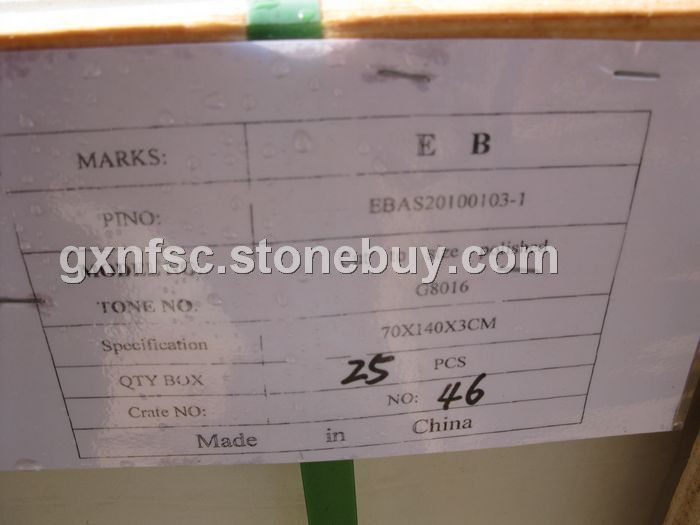 MARKS: E B
PINO: EBAS20100103-1
gxnfsc.stonebuy.com
polished
TONE NO. G8016
Specification 70X140X3CM
QTY BOX 25 PCS
Crate NO: NO: 46
Made in China